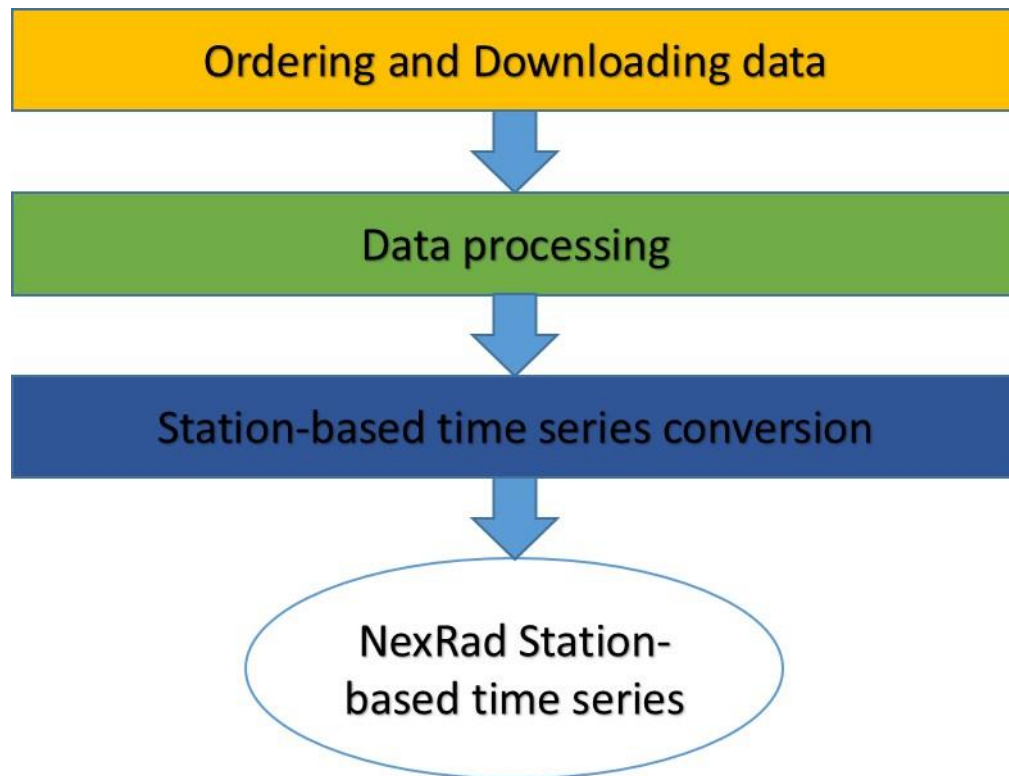 Ordering and Downloading data
Data processing
Station-based time series conversion
NexRad Station-
based time series